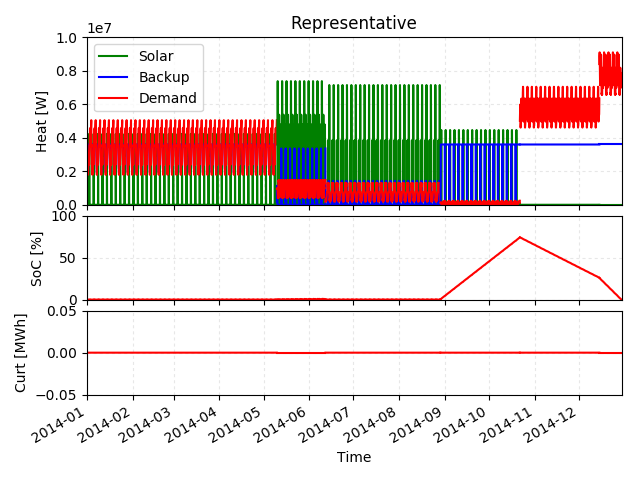 Representative
1e7
1.0
0.8
0.6
0.4
0.2
0.0
Heat [W]
Solar
Backup
Demand
100
50
0
SoC [%]
0.05
0.00
−0.05
Curt [MWh]
2014-01
2014-02
2014-03
2014-04
2014-05
2014-06
2014-07
2014-08
2014-09
2014-10
2014-11
2014-12
Time